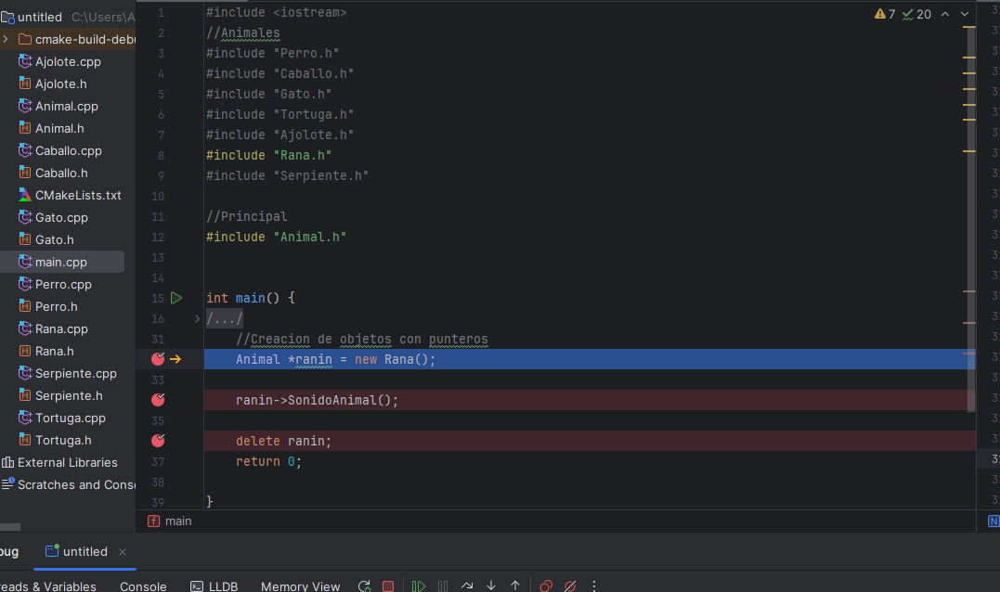 untitled C:\Users\A
cmake-build-debu
Ajolote.cpp
Ajolote.h
Animal.cpp
Animal.h
Caballo.cpp
Caballo.h
CMakeLists.txt
Gato.cpp
Gato.h
main.cpp
Perro.cpp
Perro.h
Rana.cpp
Rana.h
Serpiente.cpp
Serpiente.h
Tortuga.cpp
Tortuga.h
External Libraries
Scratches and Conso
7 20
1 #include <iostream>
2 //Animales
3 #include "Perro.h"
4 #include "Caballo.h"
5 #include "Gato.h"
6 #include "Tortuga.h"
7 #include "Ajolote.h"
8 #include "Rana.h"
9 #include "Serpiente.h"
10
11 //Principal
12 #include "Animal.h"
13
14
15 int main() {
16 /.../
31 //Creacion de objetos con punteros
Animal *ranin = new Rana();
33
ranin->SonidoAnimal();
35
delete ranin;
37 return 0;
38
39 }
f main
bug untitled
eads & Variables Console LLDB Memory View